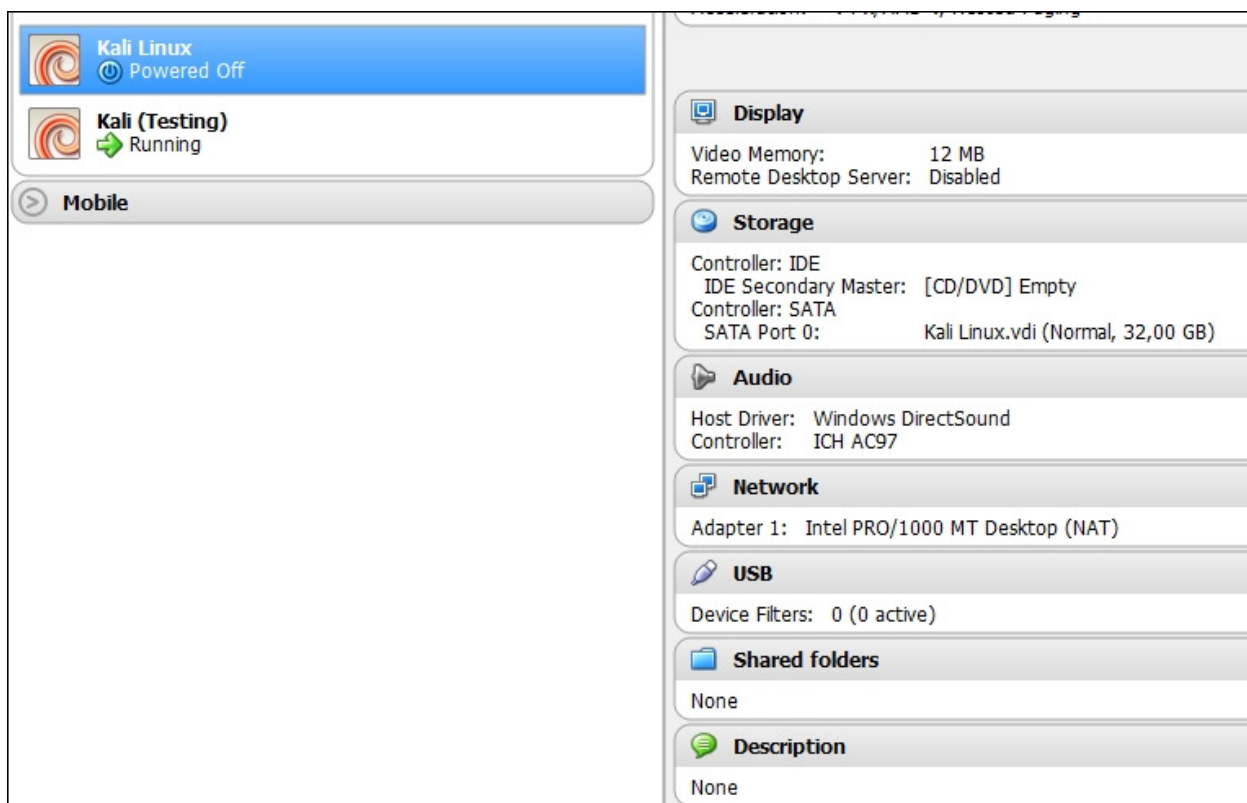 Kali Linux
Powered Off
Kali (Testing)
Running
Mobile
Display
Video Memory: 12 MB
Remote Desktop Server: Disabled
Storage
Controller: IDE
IDE Secondary Master: [CD/DVD] Empty
Controller: SATA
SATA Port 0: Kali Linux.vdi (Normal, 32,00 GB)
Audio
Host Driver: Windows DirectSound
Controller: ICH AC97
Network
Adapter 1: Intel PRO/1000 MT Desktop (NAT)
USB
Device Filters: 0 (0 active)
Shared folders
None
Description
None